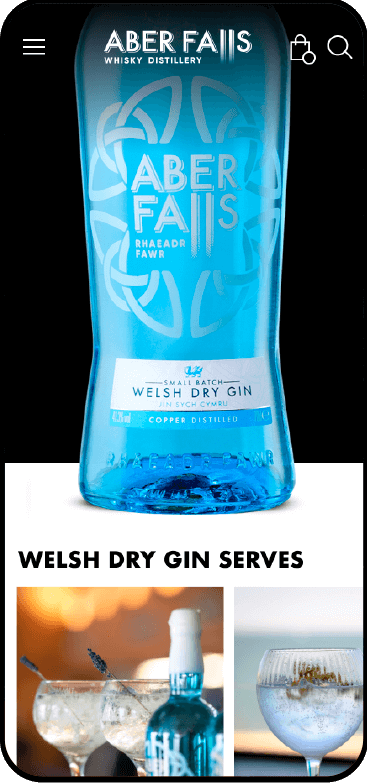 ABER FALLS
WHISKY DISTILLERY
ABER
FALLS
RHAEADR
FAWR
SMALL BATCH
WELSH DRY GIN
JIN SYCH CYMRU
COPPER DISTILLED
WELSH DRY GIN SERVES